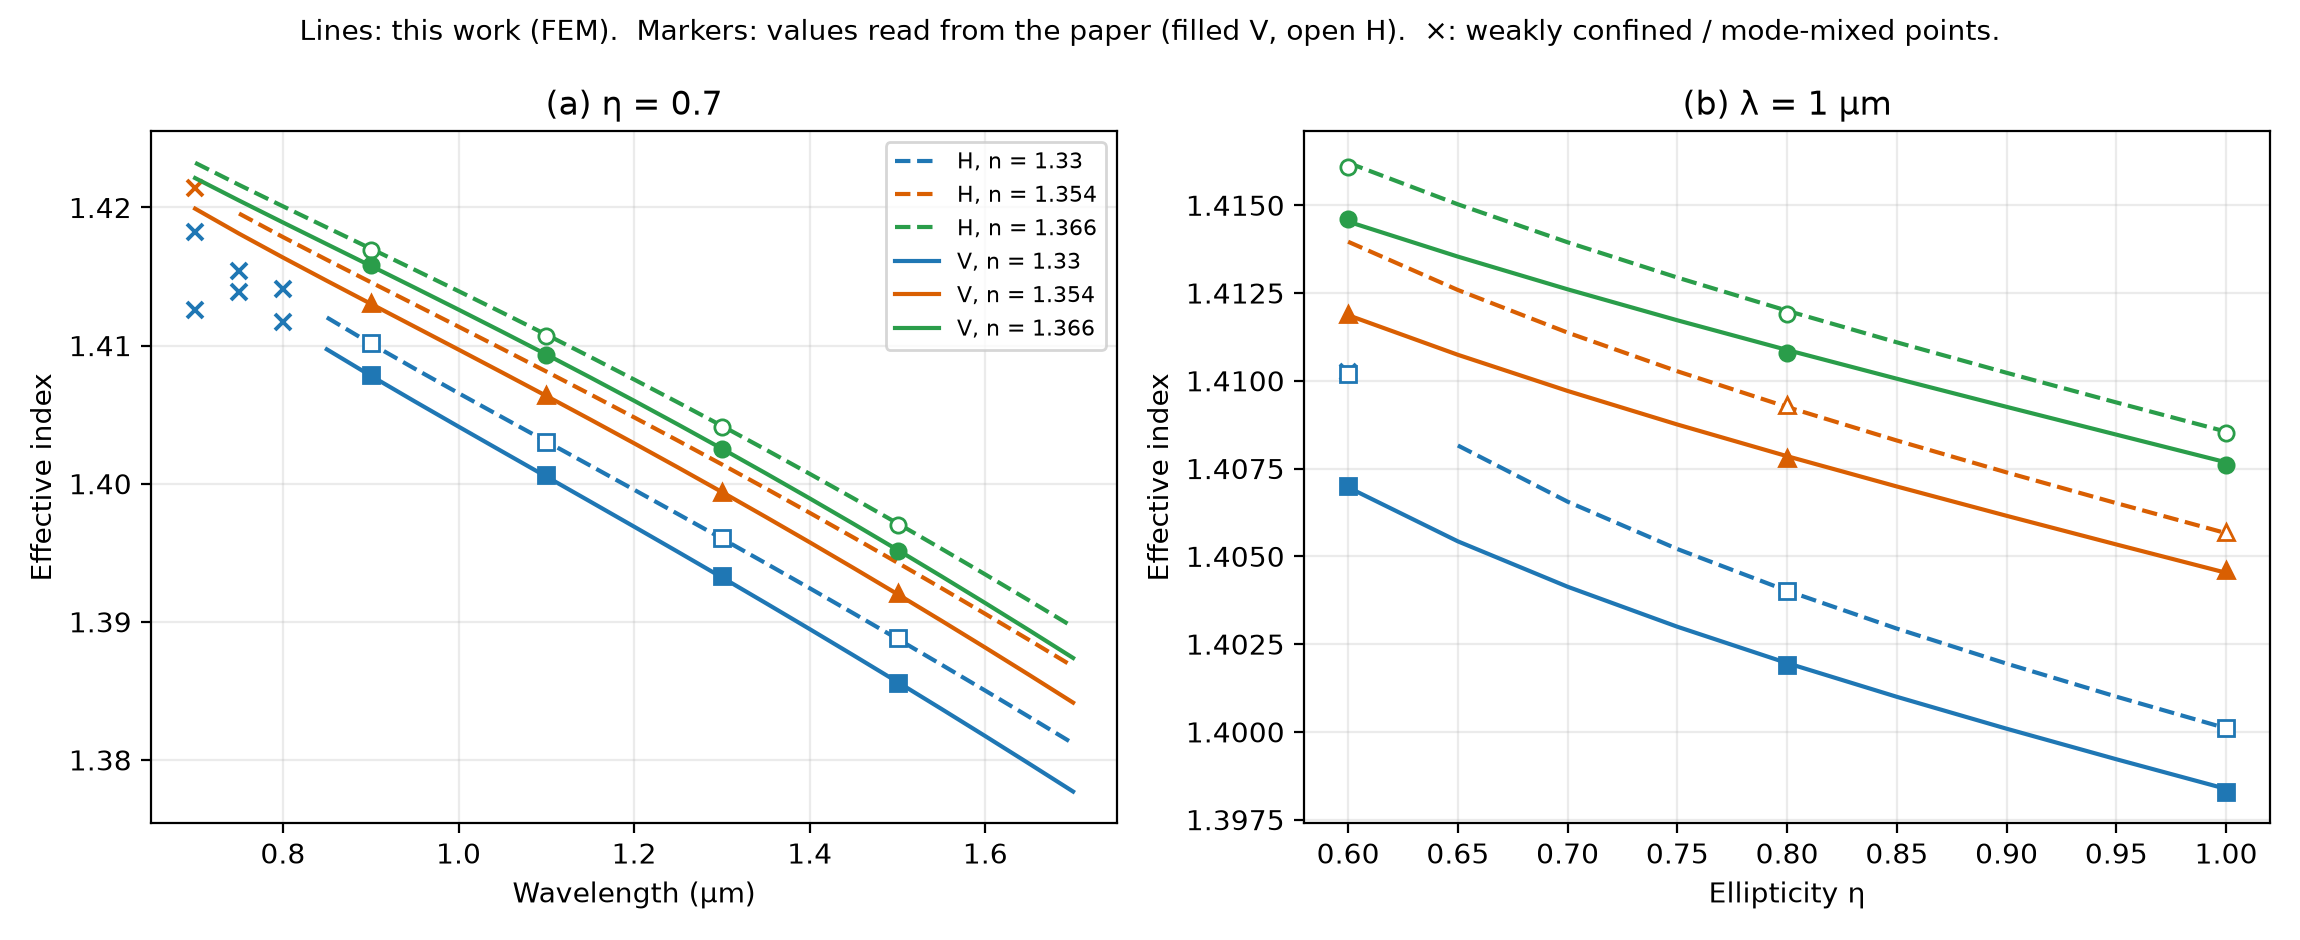 Lines: this work (FEM).  Markers: values read from the paper (filled V, open H).  ×: weakly confined / mode-mixed points.
(a) η = 0.7
Effective index
1.42
1.41
1.40
1.39
1.38
H, n = 1.33
H, n = 1.354
H, n = 1.366
V, n = 1.33
V, n = 1.354
V, n = 1.366
0.8 1.0 1.2 1.4 1.6
Wavelength (μm)
(b) λ = 1 μm
Effective index
1.4150
1.4125
1.4100
1.4075
1.4050
1.4025
1.4000
1.3975
0.60 0.65 0.70 0.75 0.80 0.85 0.90 0.95 1.00
Ellipticity η